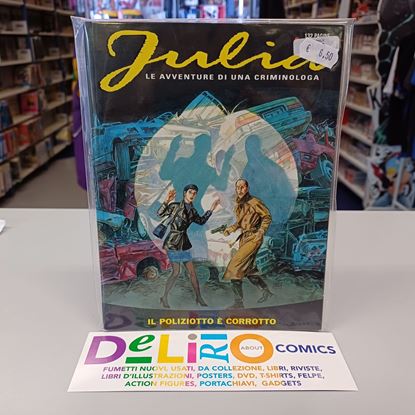 Julia
132 PAGINE
€ 6,50
LE AVVENTURE DI UNA CRIMINOLOGA
IL POLIZIOTTO È CORROTTO
DeLiRiO ABOUT COMICS
FUMETTI NUOVI, USATI, DA COLLEZIONE, LIBRI, RIVISTE,
LIBRI D'ILLUSTRAZIONI, POSTERS, DVD, T-SHIRTS, FELPE,
ACTION FIGURES, PORTACHIAVI, GADGETS